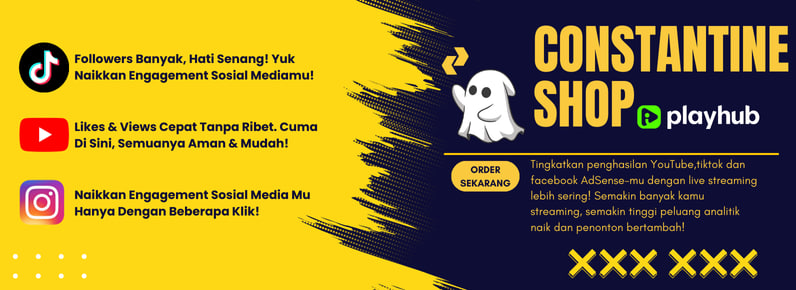 Followers Banyak, Hati Senang! Yuk
Naikkan Engagement Sosial Mediamu!
Likes & Views Cepat Tanpa Ribet. Cuma
Di Sini, Semuanya Aman & Mudah!
Naikkan Engagement Sosial Media Mu
Hanya Dengan Beberapa Klik!
CONSTANTINE
SHOP
playhub
ORDER
SEKARANG
Tingkatkan penghasilan YouTube,tiktok dan
facebook AdSense-mu dengan live streaming
lebih sering! Semakin banyak kamu
streaming, semakin tinggi peluang analitik
naik dan penonton bertambah!